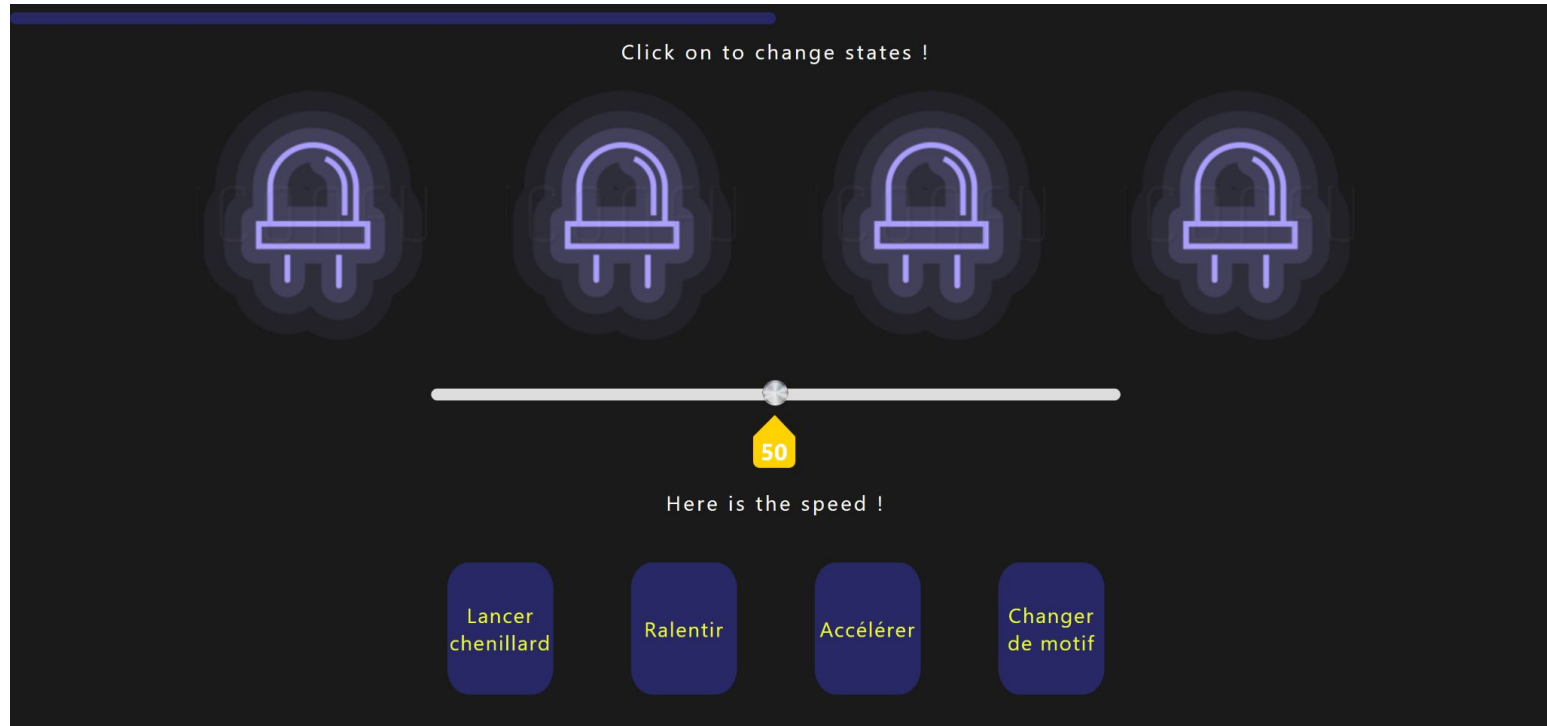 Click on to change states !
50
Here is the speed !
Lancer
chenillard
Ralentir
Accélérer
Changer
de motif